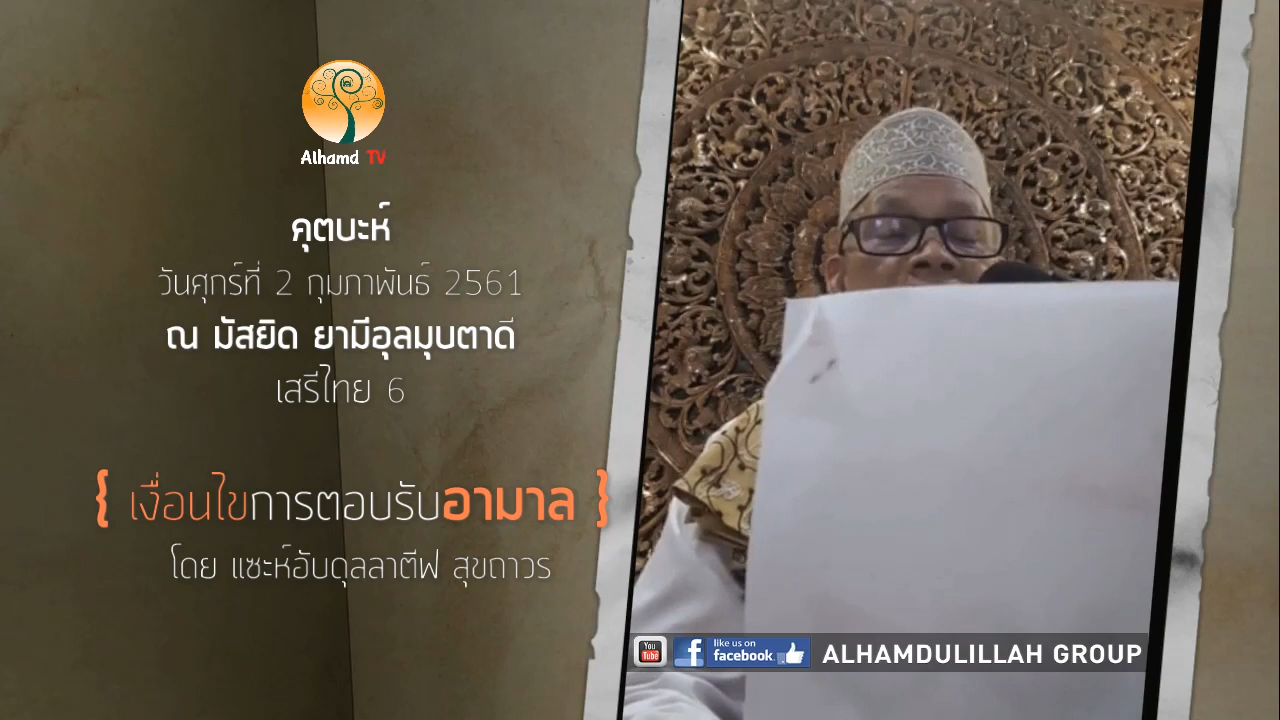 Alhamd TV
คุตบะห์
วันศุกร์ที่ 2 กุมภาพันธ์ 2561
ณ มัสยิด ยามีอุลมุบตาดี
เสรีไทย 6
{ เงื่อนไขการตอบรับอามาล }
โดย แซะห์อับดุลลาตีฟ สุขถาวร
You Tube
like us on
facebook
ALHAMDULILLAH GROUP